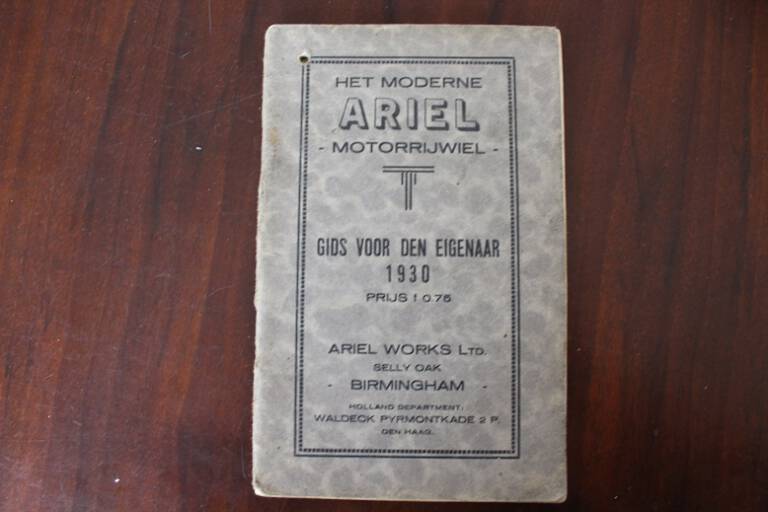 HET MODERNE
ARIEL
- MOTORRIJWIEL -
GIDS VOOR DEN EIGENAAR
1930
PRIJS f 0.75
ARIEL WORKS LTD.
SELLY OAK
- BIRMINGHAM -
HOLLAND DEPARTMENT:
WALDECK PYRMONTKADE 2 P.
DEN HAAG.